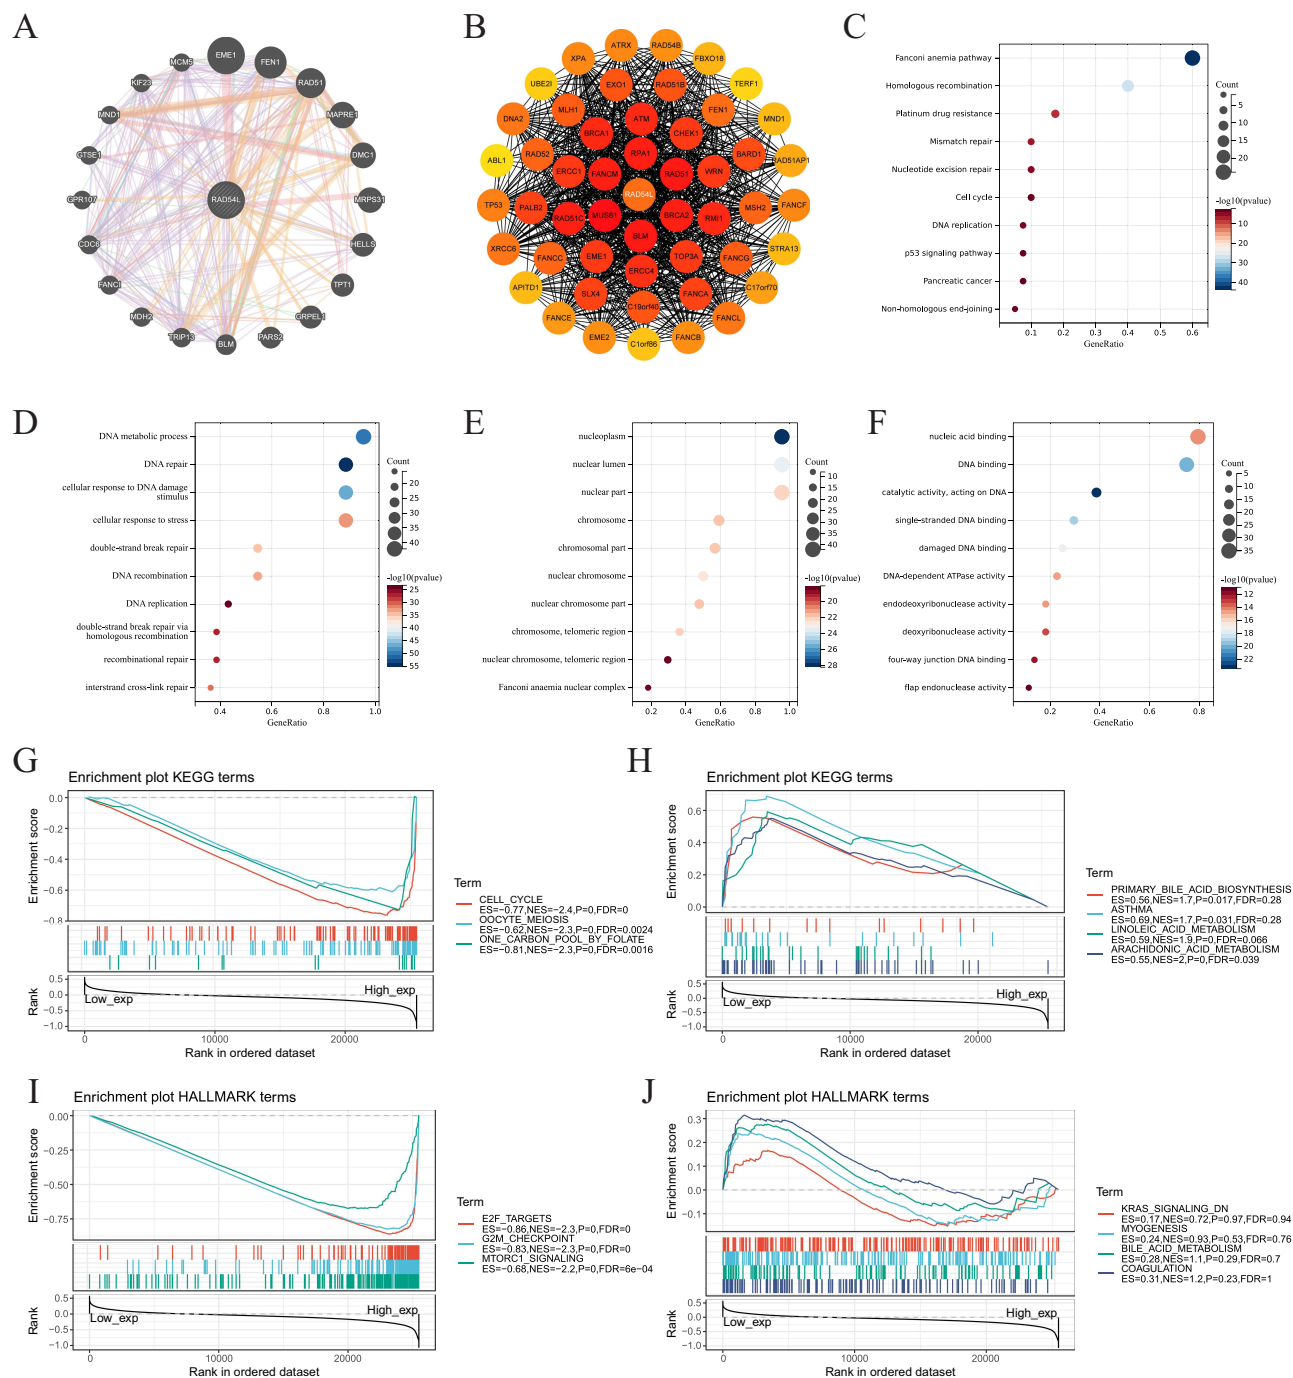 A
EME1
FEN1
RAD51
MAPRE1
DMC1
MRPS31
HELLS
TPT1
GRPEL1
PARS2
BLM
TRIP13
MDH2
FANCI
CDC6
GPR107
GTSE1
MND1
KIF23
MCM5
RAD54L
B
ATRX
RAD54B
XPA
FBXO18
UBE2I
EXO1
RAD51B
TERF1
DNA2
MLH1
ATM
FEN1
MND1
BRCA1
CHEK1
ABL1
RAD52
RPA1
BARD1
RAD51AP1
ERCC1
FANCM
RAD51
WRN
RAD54L
TP53
PALB2
RAD51C
MUS81
BRCA2
RMI1
MSH2
FANCF
BLM
XRCC6
FANCC
EME1
TOP3A
FANCG
STRA13
ERCC4
APITD1
SLX4
FANCA
C17orf70
C19orf40
FANCE
FANCL
EME2
FANCB
C1orf86
C
Fanconi anemia pathway
Homologous recombination
Platinum drug resistance
Mismatch repair
Nucleotide excision repair
Cell cycle
DNA replication
p53 signaling pathway
Pancreatic cancer
Non-homologous end-joining
0.1 0.2 0.3 0.4 0.5 0.6
GeneRatio
Count
5
10
15
20
-log10(pvalue)
10
20
30
40
D
DNA metabolic process
DNA repair
cellular response to DNA damage
stimulus
cellular response to stress
double-strand break repair
DNA recombination
DNA replication
double-strand break repair via
homologous recombination
recombinational repair
interstrand cross-link repair
0.4 0.6 0.8 1.0
GeneRatio
Count
20
25
30
35
40
-log10(pvalue)
25
30
35
40
45
50
55
E
nucleoplasm
nuclear lumen
nuclear part
chromosome
chromosomal part
nuclear chromosome
nuclear chromosome part
chromosome, telomeric region
nuclear chromosome, telomeric region
Fanconi anaemia nuclear complex
0.2 0.4 0.6 0.8 1.0
GeneRatio
Count
10
15
20
25
30
35
40
-log10(pvalue)
20
22
24
26
28
F
nucleic acid binding
DNA binding
catalytic activity, acting on DNA
single-stranded DNA binding
damaged DNA binding
DNA-dependent ATPase activity
endodeoxyribonuclease activity
deoxyribonuclease activity
four-way junction DNA binding
flap endonuclease activity
0.2 0.4 0.6 0.8
GeneRatio
Count
5
10
15
20
25
30
35
-log10(pvalue)
12
14
16
18
20
22
G
Enrichment plot KEGG terms
Enrichment score
0.0
−0.2
−0.4
−0.6
−0.8
Rank
0.5
0.0
−0.5
−1.0
Low_exp
High_exp
0 10000 20000
Rank in ordered dataset
Term
CELL_CYCLE
ES=−0.77,NES=−2.4,P=0,FDR=0
OOCYTE_MEIOSIS
ES=−0.62,NES=−2.3,P=0,FDR=0.0024
ONE_CARBON_POOL_BY_FOLATE
ES=−0.81,NES=−2.3,P=0,FDR=0.0016
H
Enrichment plot KEGG terms
Enrichment score
0.6
0.4
0.2
0.0
Rank
0.5
0.0
−0.5
−1.0
Low_exp
High_exp
0 10000 20000
Rank in ordered dataset
Term
PRIMARY_BILE_ACID_BIOSYNTHESIS
ES=0.56,NES=1.7,P=0.017,FDR=0.28
ASTHMA
ES=0.69,NES=1.7,P=0.031,FDR=0.28
LINOLEIC_ACID_METABOLISM
ES=0.59,NES=1.9,P=0,FDR=0.066
ARACHIDONIC_ACID_METABOLISM
ES=0.55,NES=2,P=0,FDR=0.039
I
Enrichment plot HALLMARK terms
Enrichment score
0.00
−0.25
−0.50
−0.75
Rank
0.5
0.0
−0.5
−1.0
Low_exp
High_exp
0 10000 20000
Rank in ordered dataset
Term
E2F_TARGETS
ES=−0.86,NES=−2.3,P=0,FDR=0
G2M_CHECKPOINT
ES=−0.83,NES=−2.3,P=0,FDR=0
MTORC1_SIGNALING
ES=−0.68,NES=−2.2,P=0,FDR=6e−04
J
Enrichment plot HALLMARK terms
Enrichment score
0.3
0.2
0.1
0.0
−0.1
Rank
0.5
0.0
−0.5
−1.0
Low_exp
High_exp
0 10000 20000
Rank in ordered dataset
Term
KRAS_SIGNALING_DN
ES=0.17,NES=0.72,P=0.97,FDR=0.94
MYOGENESIS
ES=0.24,NES=0.93,P=0.53,FDR=0.76
BILE_ACID_METABOLISM
ES=0.28,NES=1.1,P=0.29,FDR=0.7
COAGULATION
ES=0.31,NES=1.2,P=0.23,FDR=1